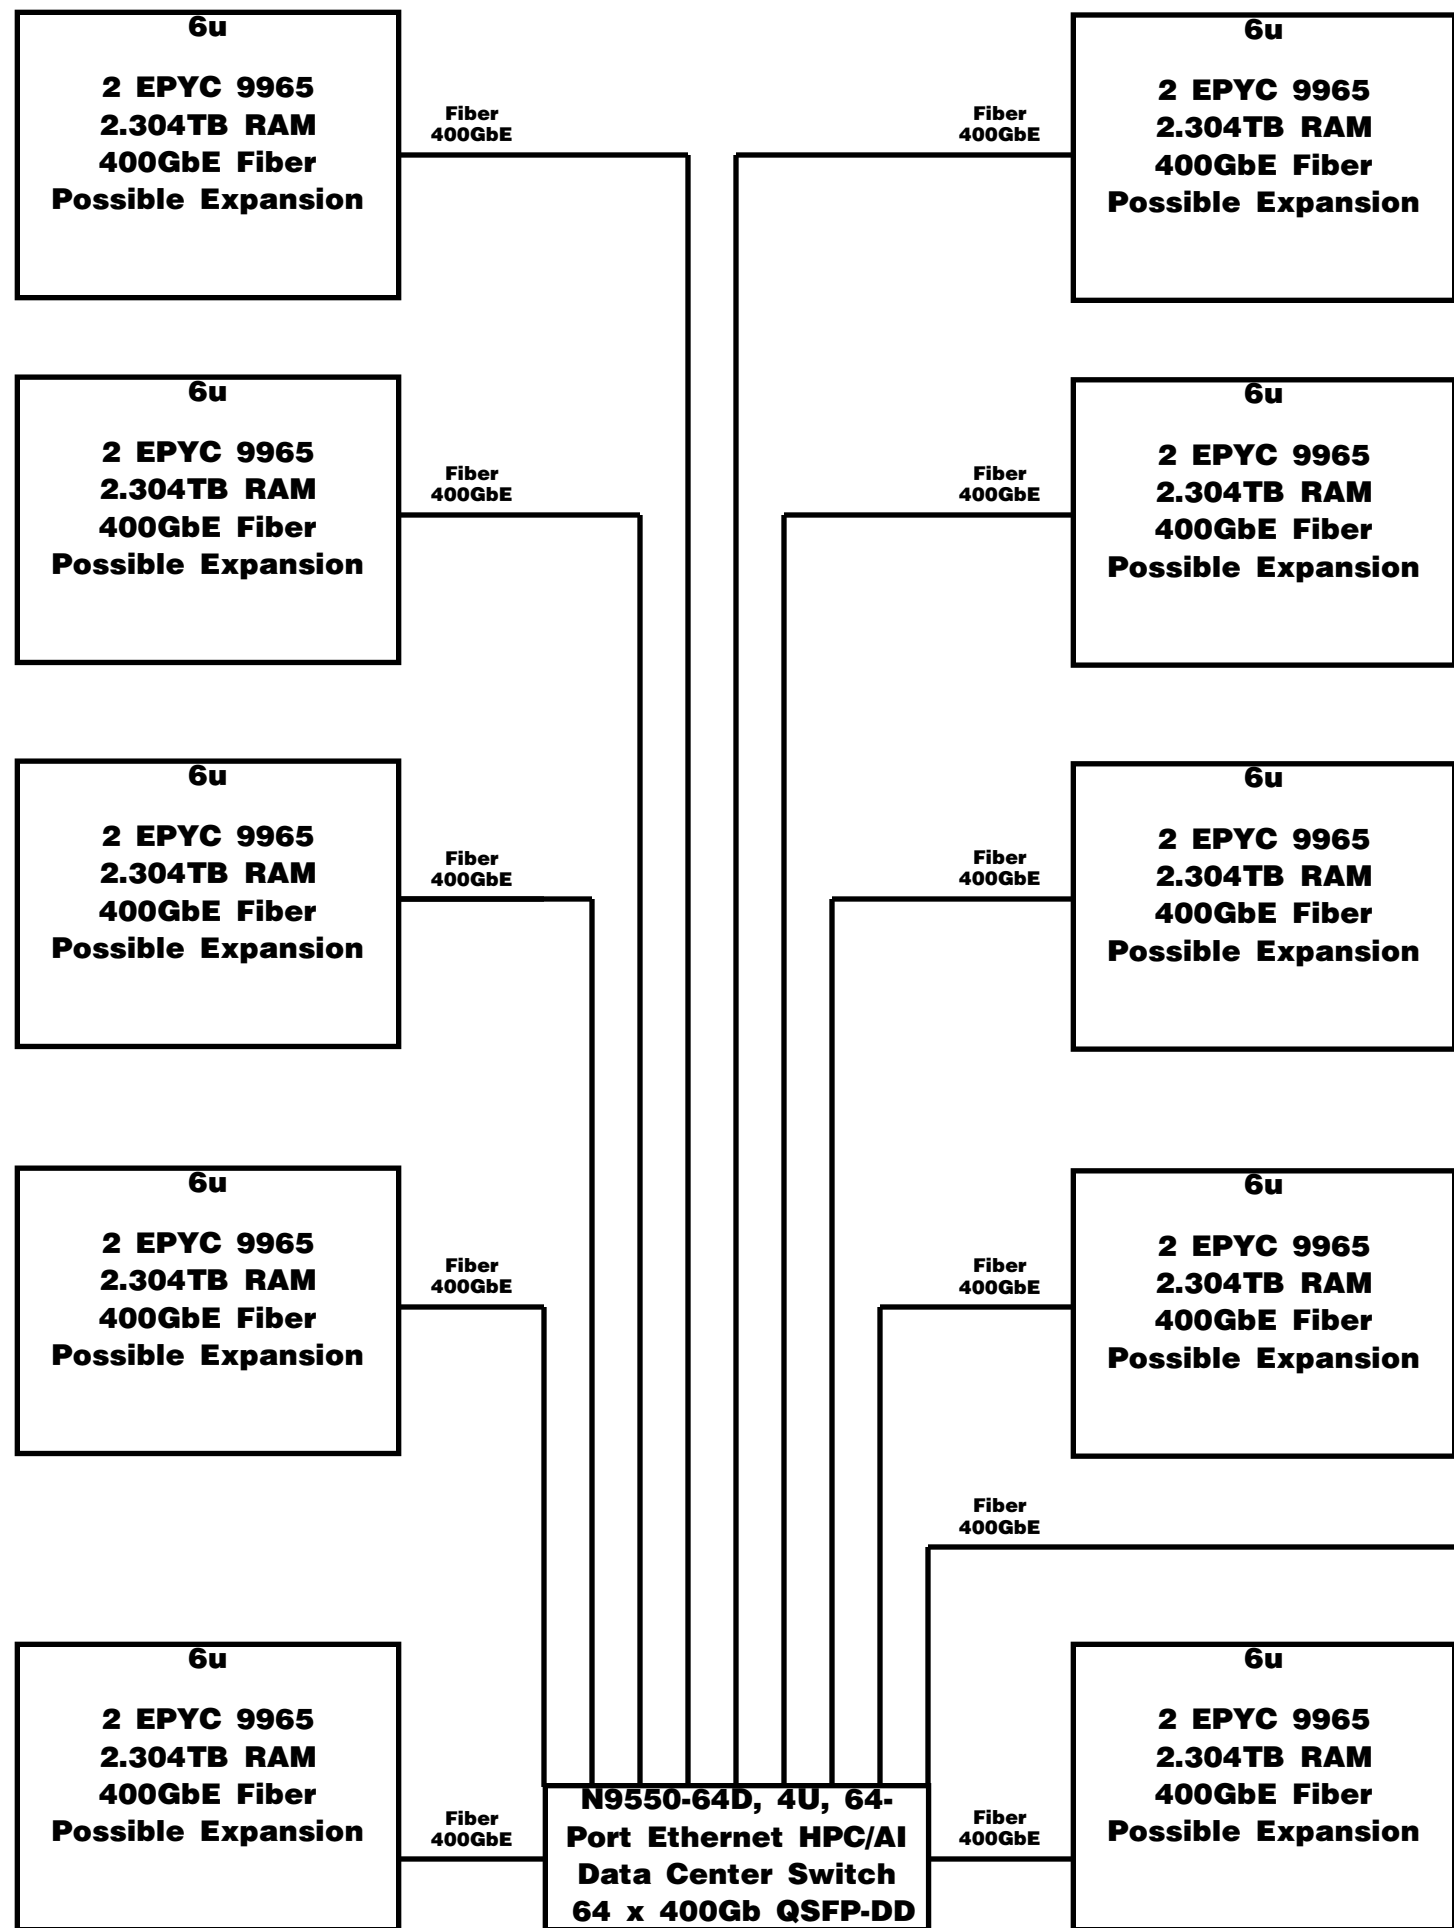 6u
2 EPYC 9965
2.304TB RAM
400GbE Fiber
Possible Expansion
Fiber
400GbE
Fiber
400GbE
6u
2 EPYC 9965
2.304TB RAM
400GbE Fiber
Possible Expansion
6u
2 EPYC 9965
2.304TB RAM
400GbE Fiber
Possible Expansion
Fiber
400GbE
Fiber
400GbE
6u
2 EPYC 9965
2.304TB RAM
400GbE Fiber
Possible Expansion
6u
2 EPYC 9965
2.304TB RAM
400GbE Fiber
Possible Expansion
Fiber
400GbE
Fiber
400GbE
6u
2 EPYC 9965
2.304TB RAM
400GbE Fiber
Possible Expansion
6u
2 EPYC 9965
2.304TB RAM
400GbE Fiber
Possible Expansion
Fiber
400GbE
Fiber
400GbE
6u
2 EPYC 9965
2.304TB RAM
400GbE Fiber
Possible Expansion
Fiber
400GbE
6u
2 EPYC 9965
2.304TB RAM
400GbE Fiber
Possible Expansion
Fiber
400GbE
N9550-64D, 4U, 64-
Port Ethernet HPC/AI
Data Center Switch
64 x 400Gb QSFP-DD
Fiber
400GbE
6u
2 EPYC 9965
2.304TB RAM
400GbE Fiber
Possible Expansion